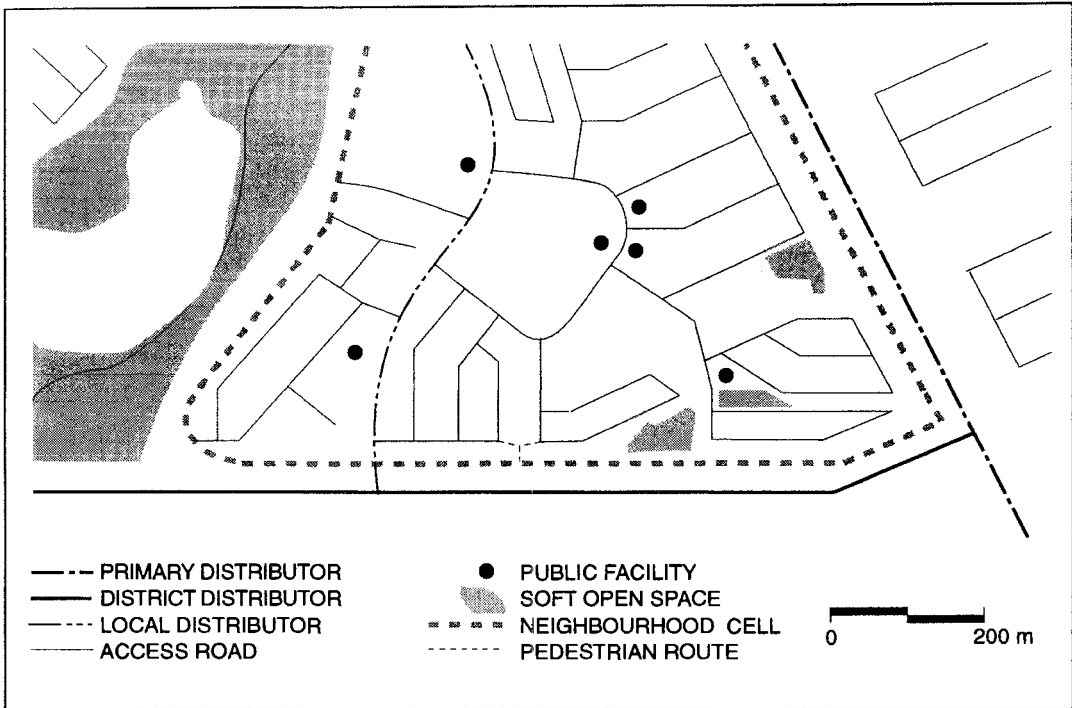 PRIMARY DISTRIBUTOR
DISTRICT DISTRIBUTOR
LOCAL DISTRIBUTOR
ACCESS ROAD
PUBLIC FACILITY
SOFT OPEN SPACE
NEIGHBOURHOOD CELL
PEDESTRIAN ROUTE
0 200 m